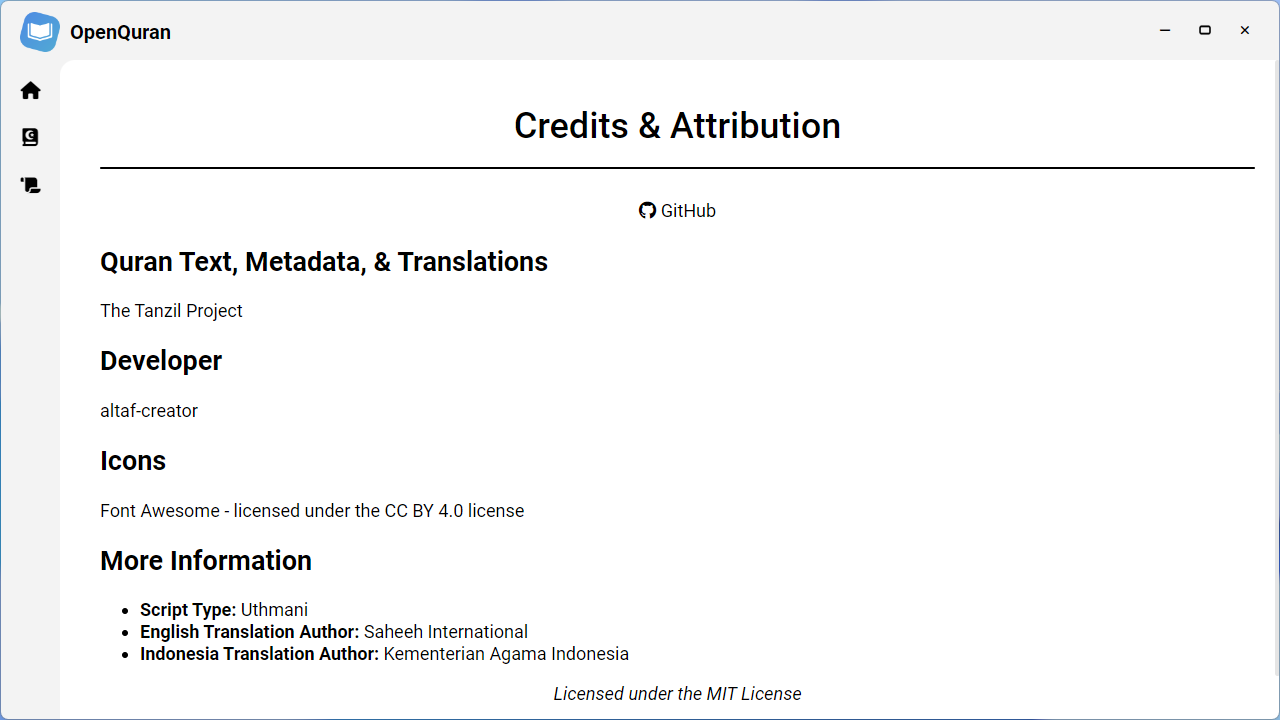 OpenQuran
Credits & Attribution
GitHub
Quran Text, Metadata, & Translations
The Tanzil Project
Developer
altaf-creator
Icons
Font Awesome - licensed under the CC BY 4.0 license
More Information
Script Type: Uthmani
English Translation Author: Saheeh International
Indonesia Translation Author: Kementerian Agama Indonesia
Licensed under the MIT License